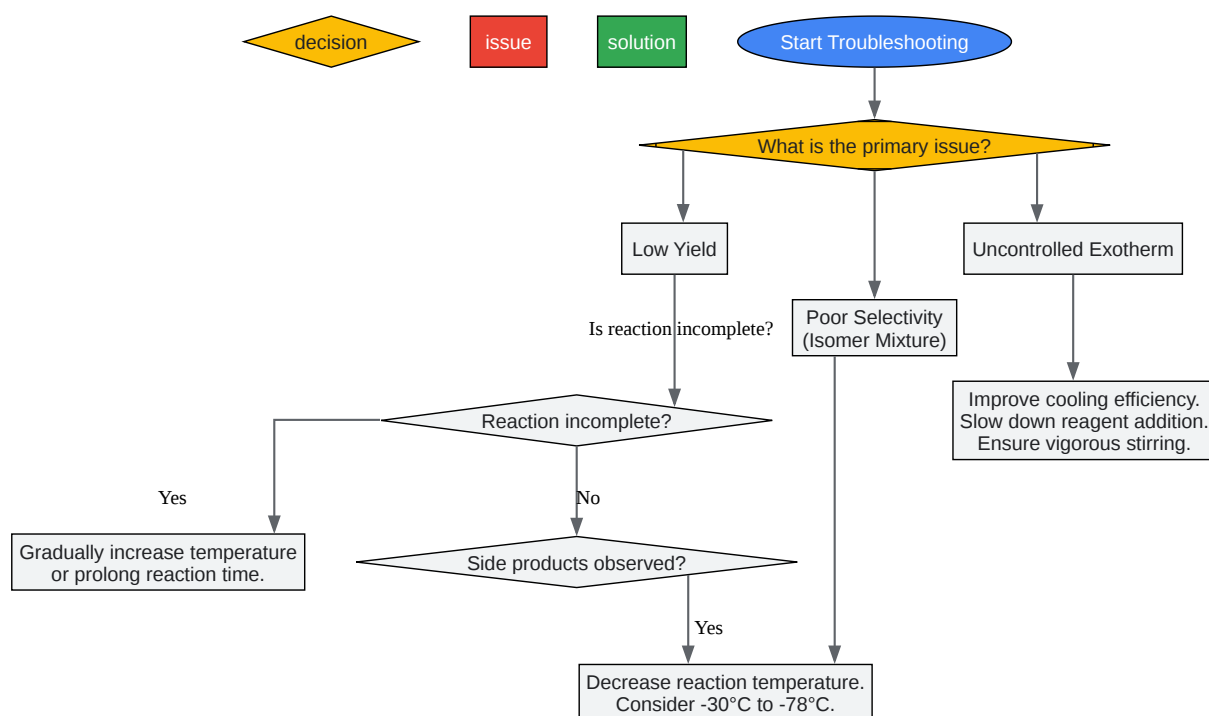 decision
issue
solution
Start Troubleshooting
What is the primary issue?
Low Yield
Uncontrolled Exotherm
Is reaction incomplete?
Poor Selectivity
(Isomer Mixture)
Improve cooling efficiency.
Slow down reagent addition.
Ensure vigorous stirring.
Reaction incomplete?
Yes
No
Gradually increase temperature
or prolong reaction time.
Side products observed?
Yes
Decrease reaction temperature.
Consider -30°C to -78°C.